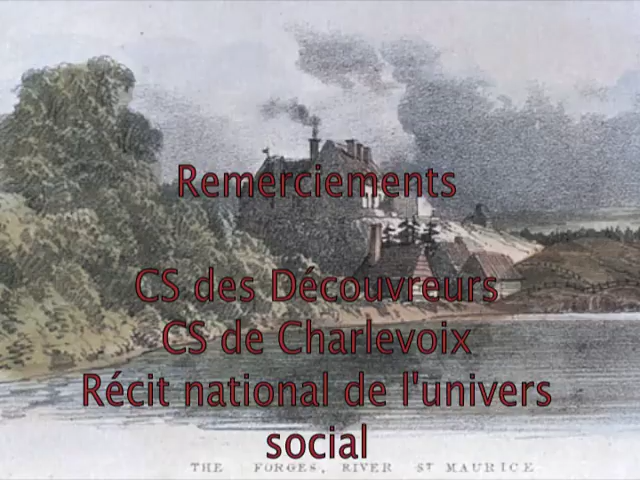 Remerciements
CS des Découvreurs
CS de Charlevoix
Récit national de l'univers
social
THE FORGES, RIVER ST MAURICE